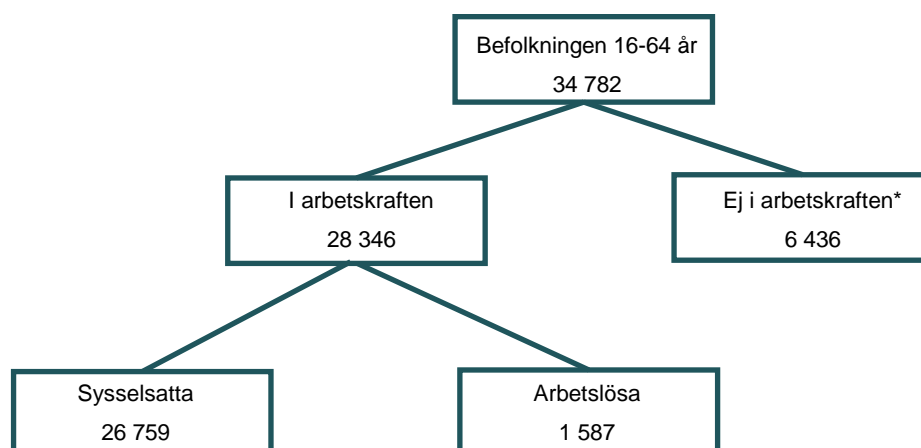 Befolkningen 16-64 år
34 782
I arbetskraften
28 346
Ej i arbetskraften*
6 436
Sysselsatta
26 759
Arbetslösa
1 587